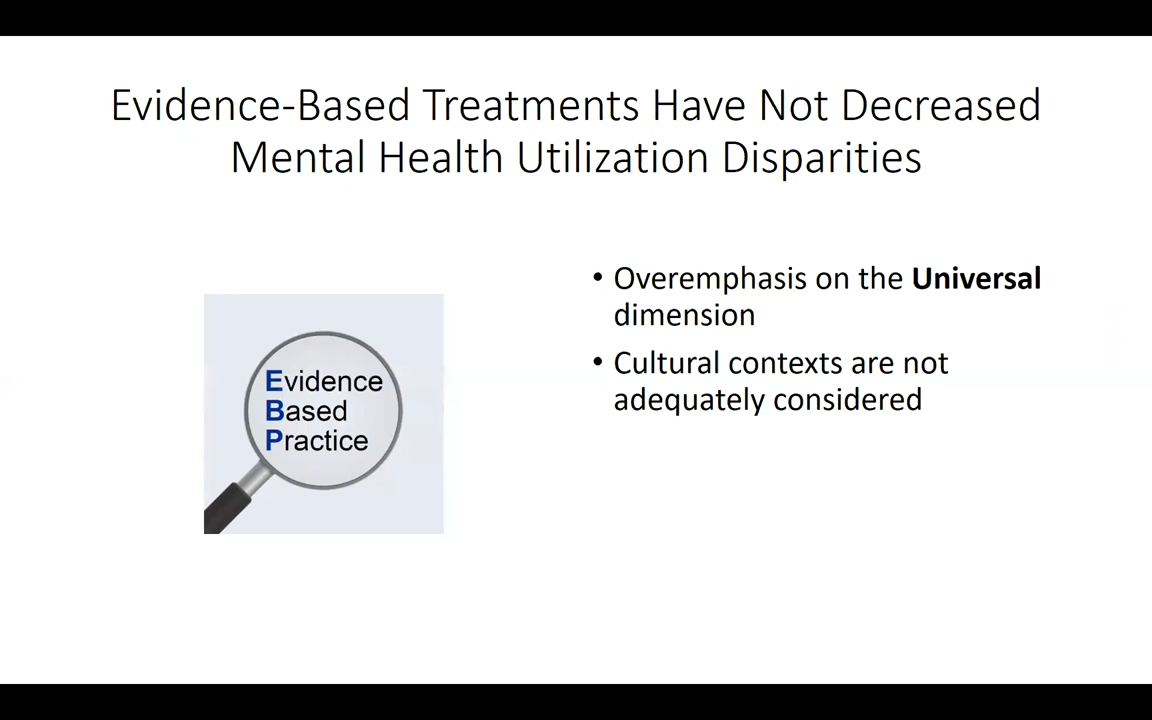 Evidence-Based Treatments Have Not Decreased
Mental Health Utilization Disparities
Evidence
Based
Practice
• Overemphasis on the Universal
dimension
• Cultural contexts are not
adequately considered